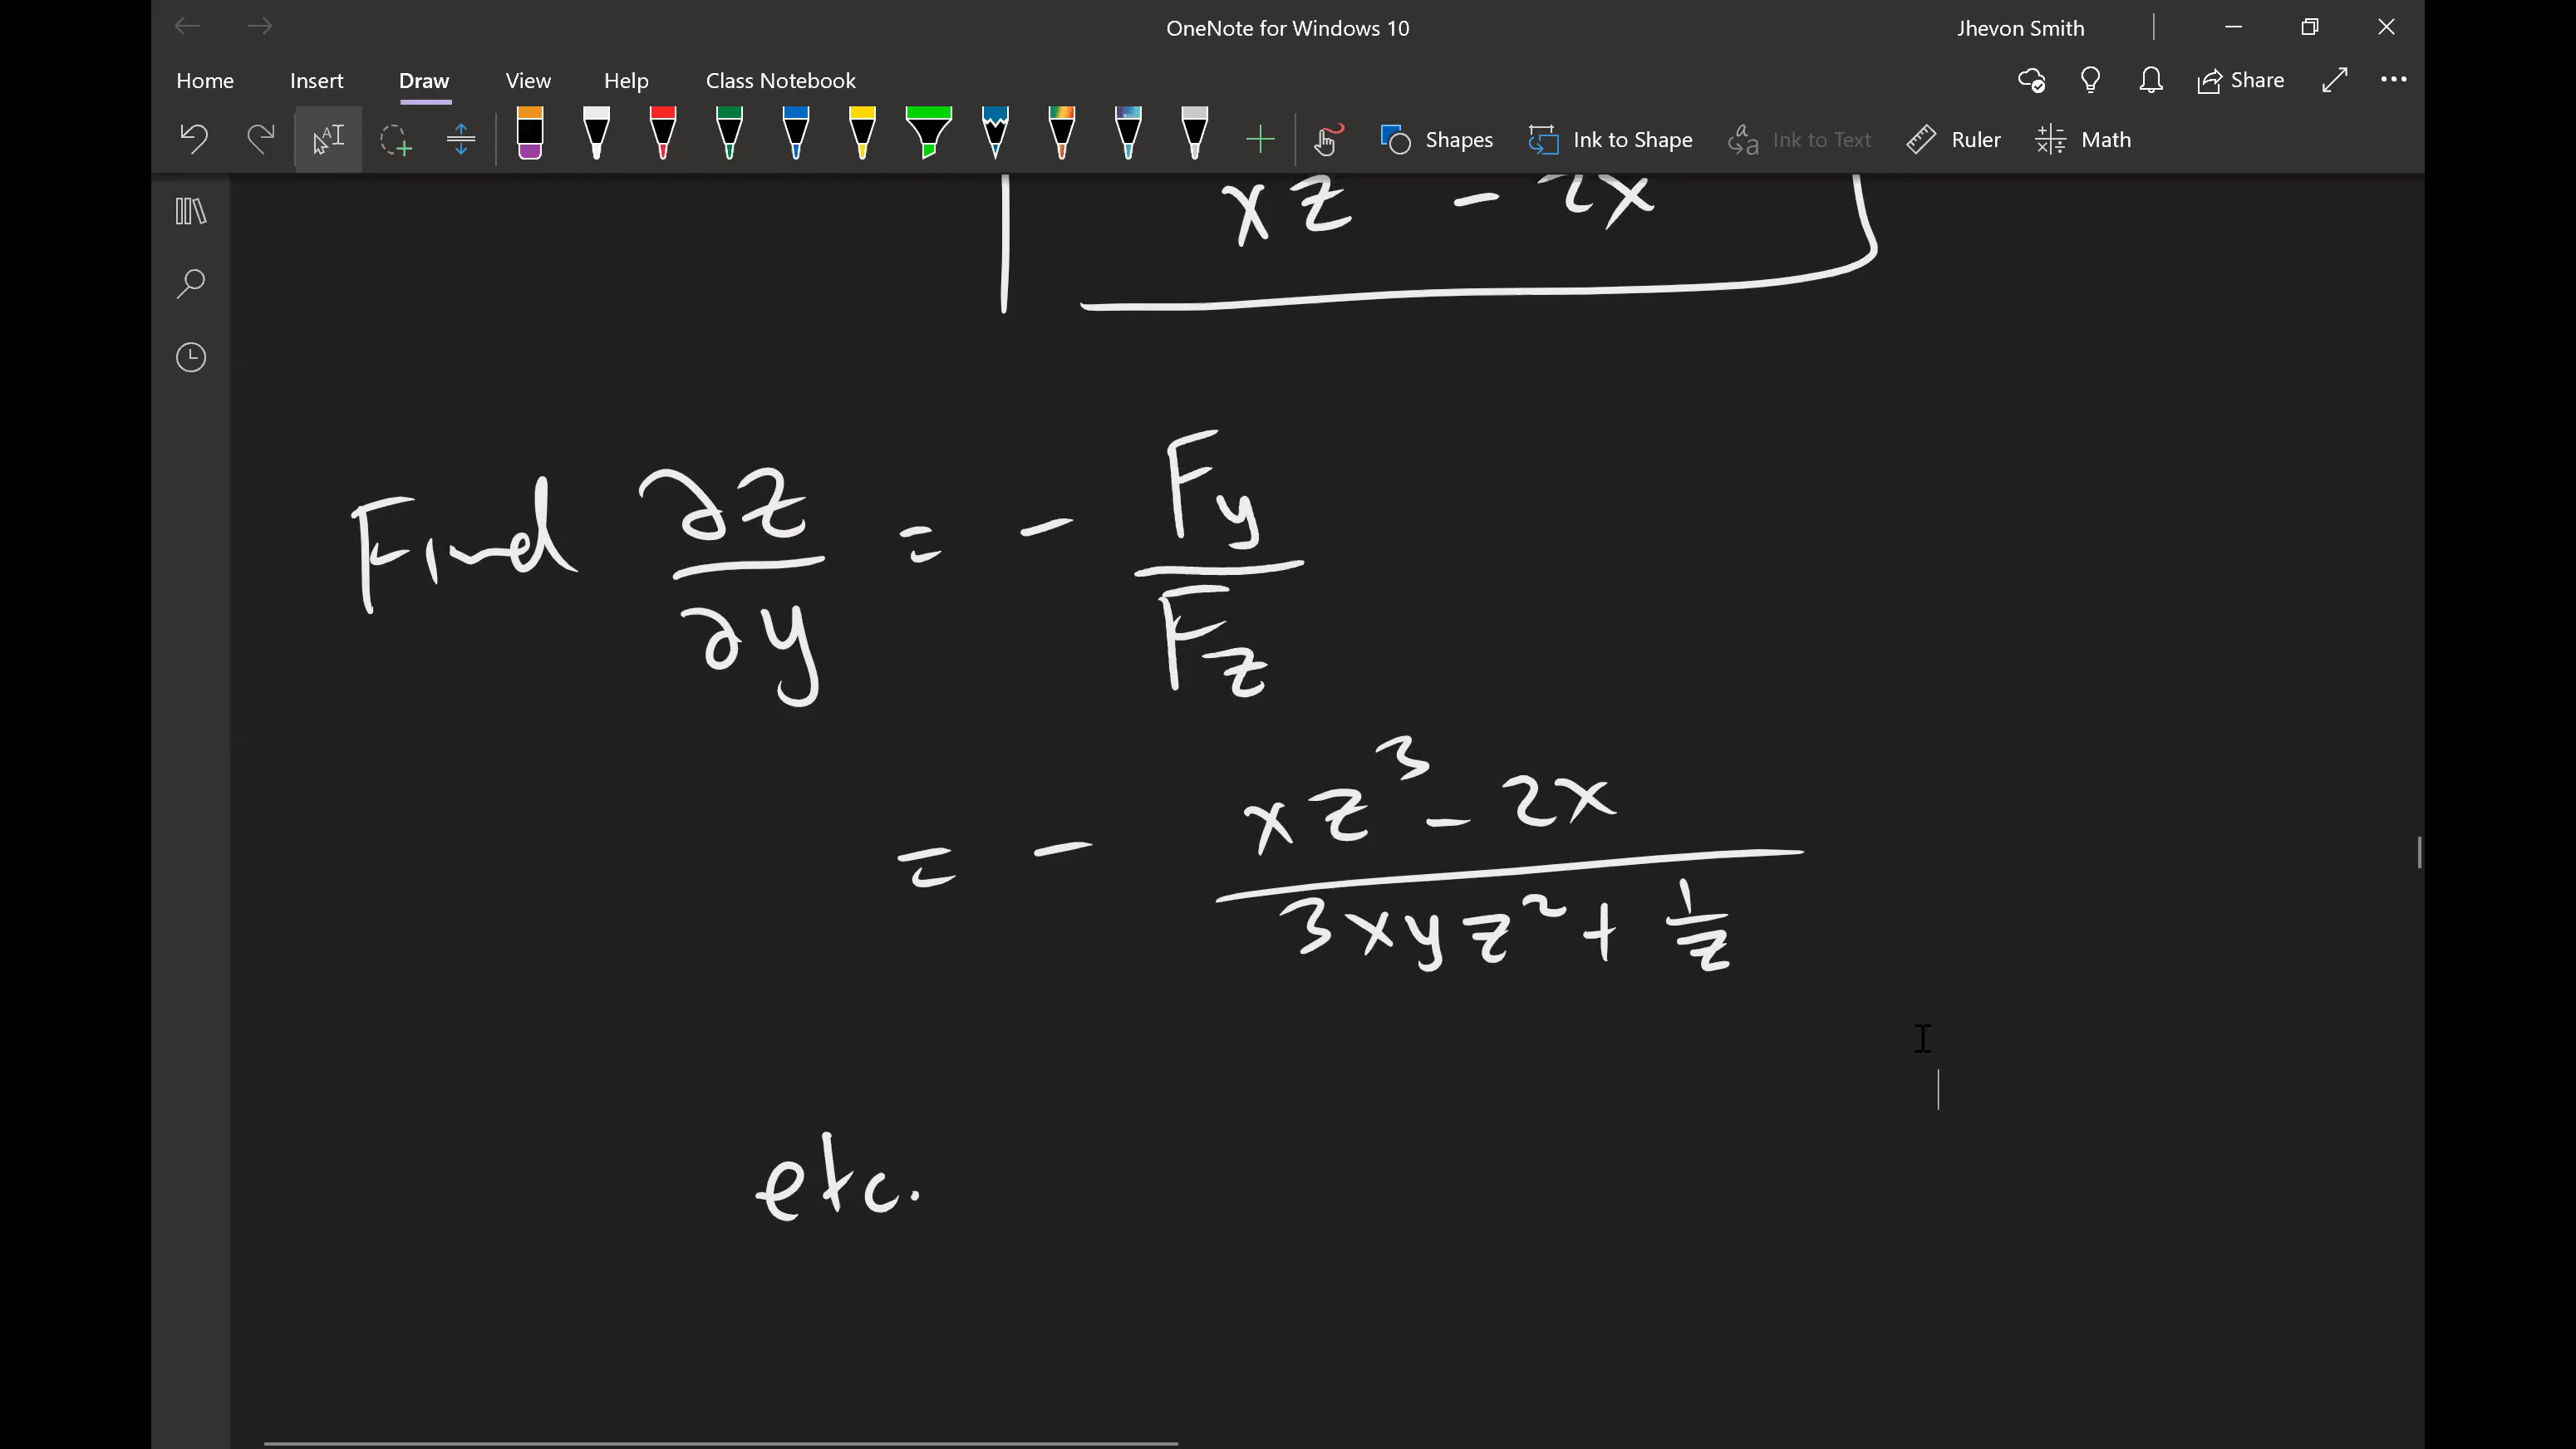 OneNote for Windows 10
Jhevon Smith
Home Insert Draw View Help Class Notebook Share
Shapes Ink to Shape Ink to Text Ruler Math
xz - 2x
Find ∂z/∂y = - Fy/Fz
= - (xz³ - 2x)/(3xyz² + 1/z)
etc.